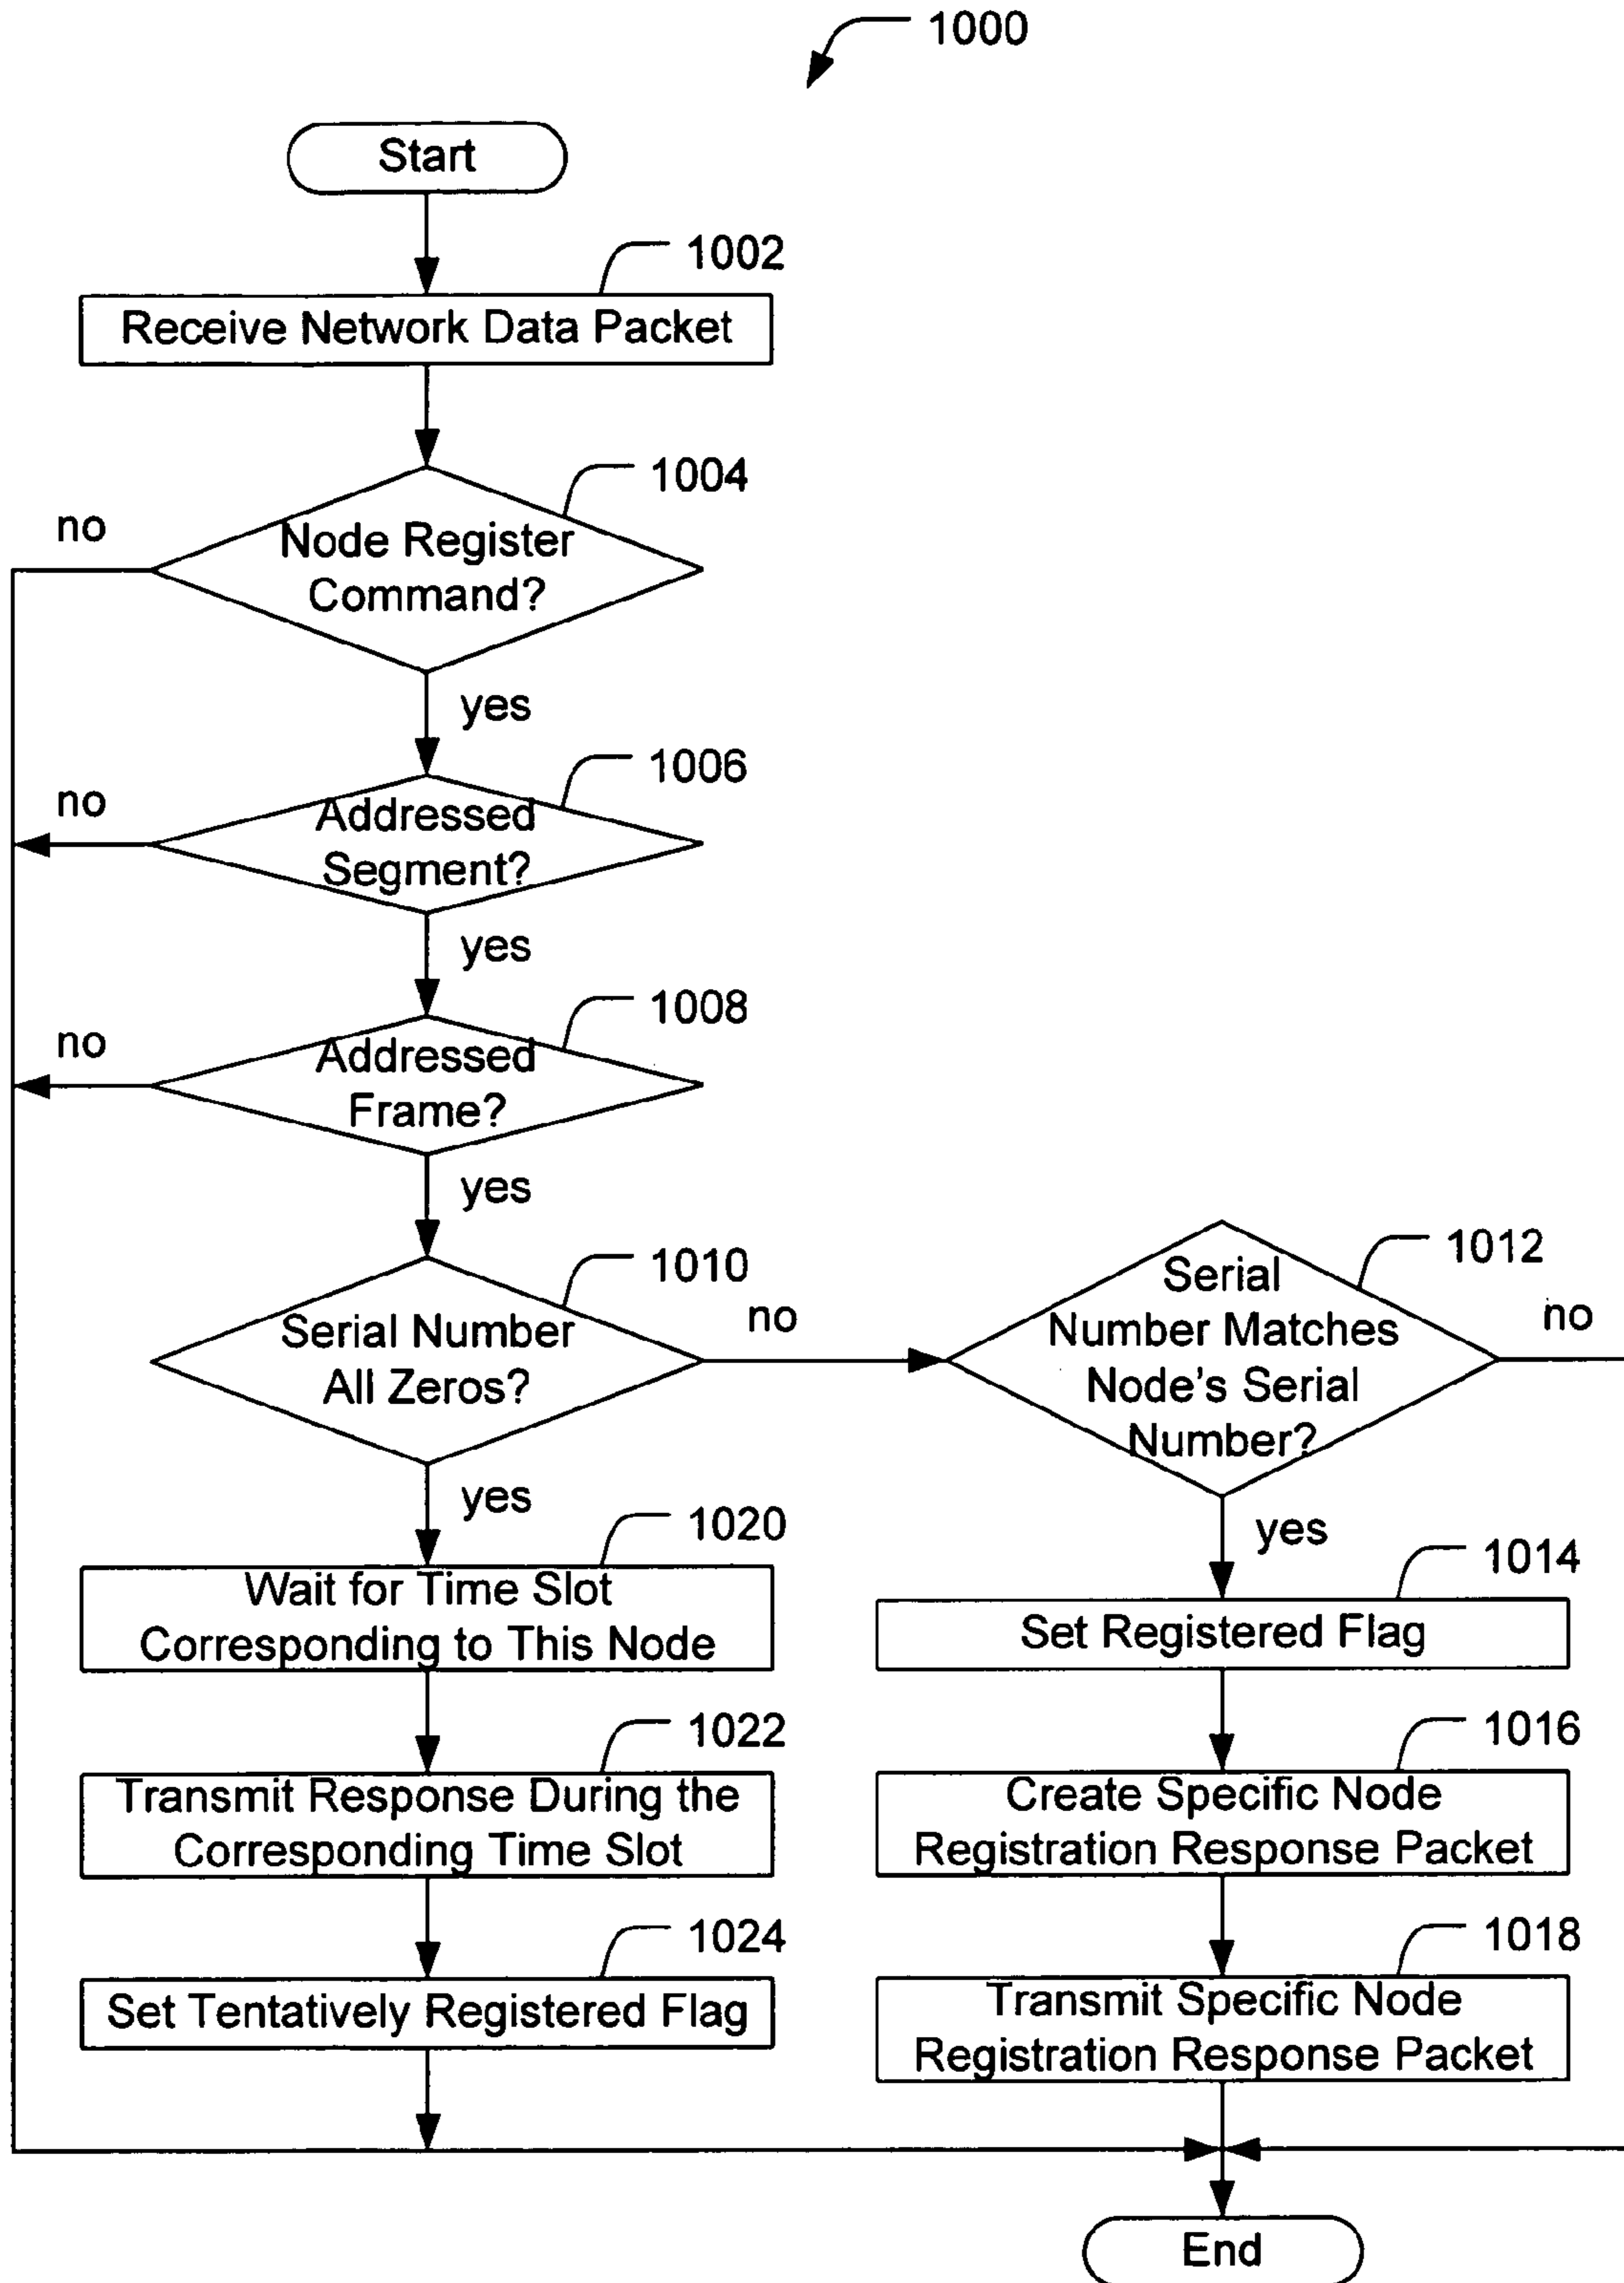 1000
Start
1002
Receive Network Data Packet
1004
no
Node Register
Command?
yes
1006
no
Addressed
Segment?
yes
1008
no
Addressed
Frame?
yes
1010
Serial Number
All Zeros?
no
1012
Serial
Number Matches
Node's Serial
Number?
no
yes
1020
Wait for Time Slot
Corresponding to This Node
1022
Transmit Response During the
Corresponding Time Slot
1024
Set Tentatively Registered Flag
yes
1014
Set Registered Flag
1016
Create Specific Node
Registration Response Packet
1018
Transmit Specific Node
Registration Response Packet
End